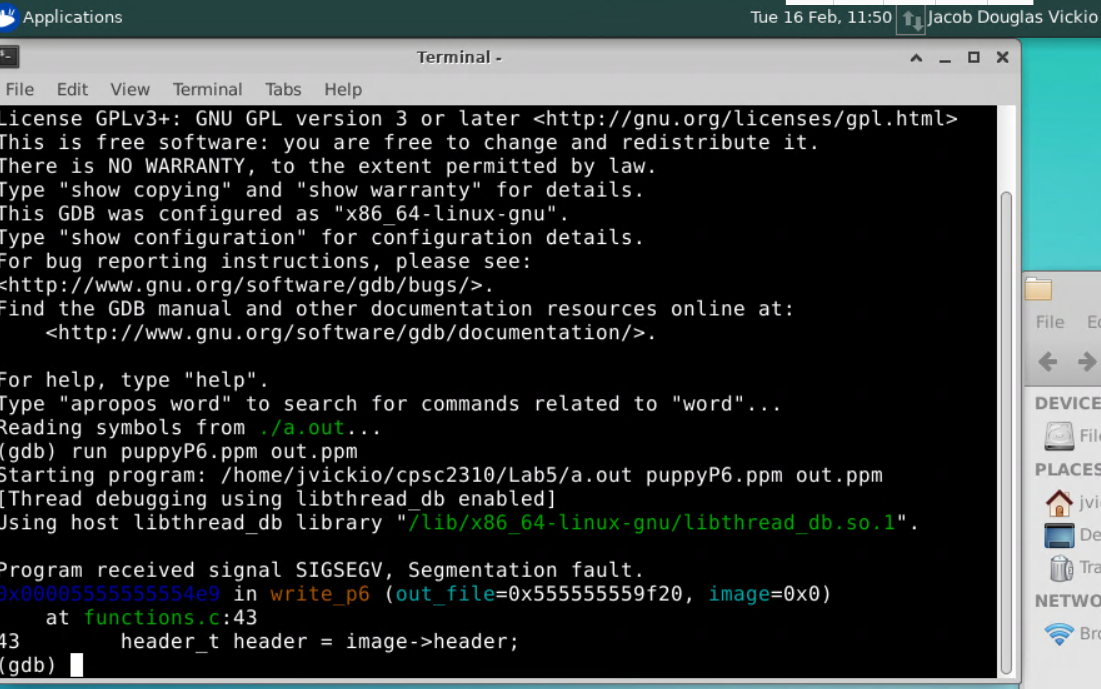 Applications
Tue 16 Feb, 11:50
Jacob Douglas Vickio
Terminal -
File Edit View Terminal Tabs Help
License GPLv3+: GNU GPL version 3 or later <http://gnu.org/licenses/gpl.html>
This is free software: you are free to change and redistribute it.
There is NO WARRANTY, to the extent permitted by law.
Type "show copying" and "show warranty" for details.
This GDB was configured as "x86_64-linux-gnu".
Type "show configuration" for configuration details.
For bug reporting instructions, please see:
<http://www.gnu.org/software/gdb/bugs/>.
Find the GDB manual and other documentation resources online at:
    <http://www.gnu.org/software/gdb/documentation/>.
For help, type "help".
Type "apropos word" to search for commands related to "word"...
Reading symbols from ./a.out...
(gdb) run puppyP6.ppm out.ppm
Starting program: /home/jvickio/cpsc2310/Lab5/a.out puppyP6.ppm out.ppm
[Thread debugging using libthread_db enabled]
Using host libthread_db library "/lib/x86_64-linux-gnu/libthread_db.so.1".
Program received signal SIGSEGV, Segmentation fault.
0x00005555555554e9 in write_p6 (out_file=0x555555559f20, image=0x0)
    at functions.c:43
43        header_t header = image->header;
(gdb)
File Ed
DEVICE
File
PLACES
jvic
De
Tra
NETWO
Bro